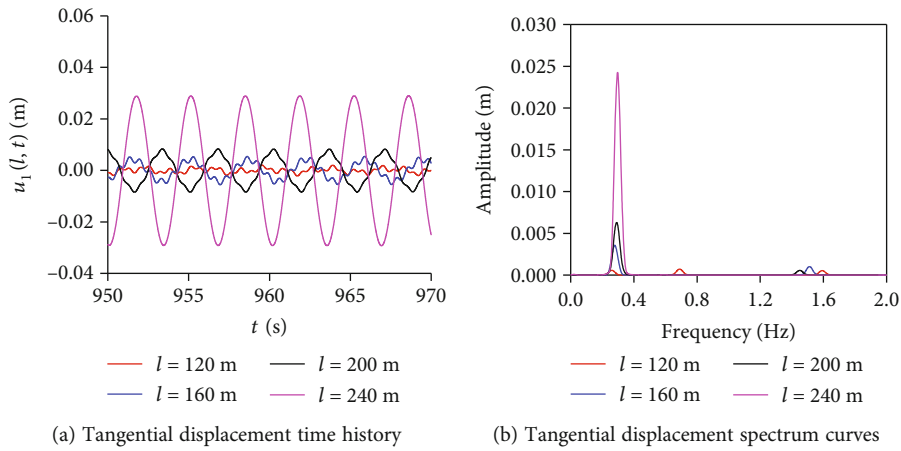 0.06
0.04
0.02
0.00
−0.02
−0.04
u1 (l, t) (m)
950 955 960 965 970
t (s)
l = 120 m
l = 200 m
l = 160 m
l = 240 m
(a) Tangential displacement time history
0.030
0.025
0.020
0.015
0.010
0.005
0.000
Amplitude (m)
0.0 0.4 0.8 1.2 1.6 2.0
Frequency (Hz)
l = 120 m
l = 200 m
l = 160 m
l = 240 m
(b) Tangential displacement spectrum curves